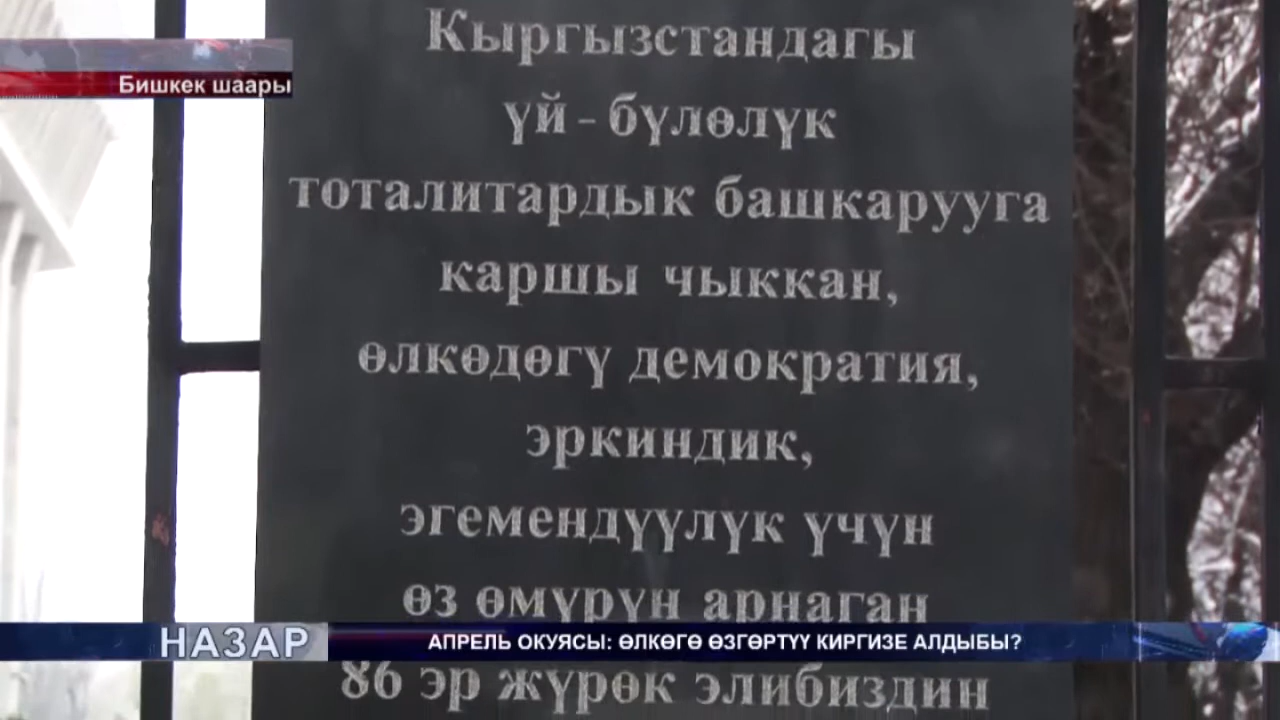 Кыргызстандагы
Бишкек шаары
үй - бүлөлүк
тоталитардык башкарууга
каршы чыккан,
өлкөдөгү демократия,
эркиндик,
эгемендүүлүк үчүн
өз өмүрүн арнаган
НАЗАР
АПРЕЛЬ ОКУЯСЫ: ӨЛКӨГӨ ӨЗГӨРТҮҮ КИРГИЗЕ АЛДЫБЫ?
86 эр жүрөк элибиздин